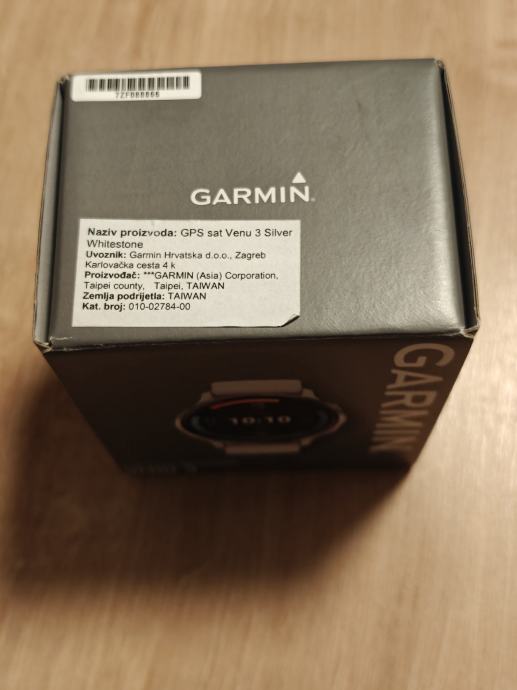 GARMIN
Naziv proizvoda: GPS sat Venu 3 Silver
Whitestone
Uvoznik: Garmin Hrvatska d.o.o., Zagreb
Karlovačka cesta 4 k
Proizvođač: ***GARMIN (Asia) Corporation,
Taipei county, Taipei, TAIWAN
Zemlja podrijetla: TAIWAN
Kat. broj: 010-02784-00
GARMIN
10:10